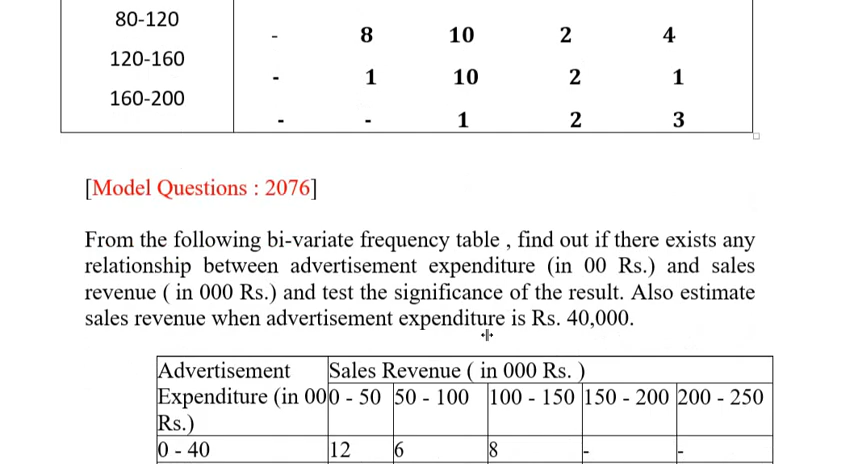 80-120 - 8 10 2 4
120-160 - 1 10 2 1
160-200 - - 1 2 3
[Model Questions : 2076]
From the following bi-variate frequency table , find out if there exists any
relationship between advertisement expenditure (in 00 Rs.) and sales
revenue ( in 000 Rs.) and test the significance of the result. Also estimate
sales revenue when advertisement expenditure is Rs. 40,000.
Advertisement Sales Revenue ( in 000 Rs. )
Expenditure (in 00 0 - 50 50 - 100 100 - 150 150 - 200 200 - 250
Rs.)
0 - 40 12 6 8 - -